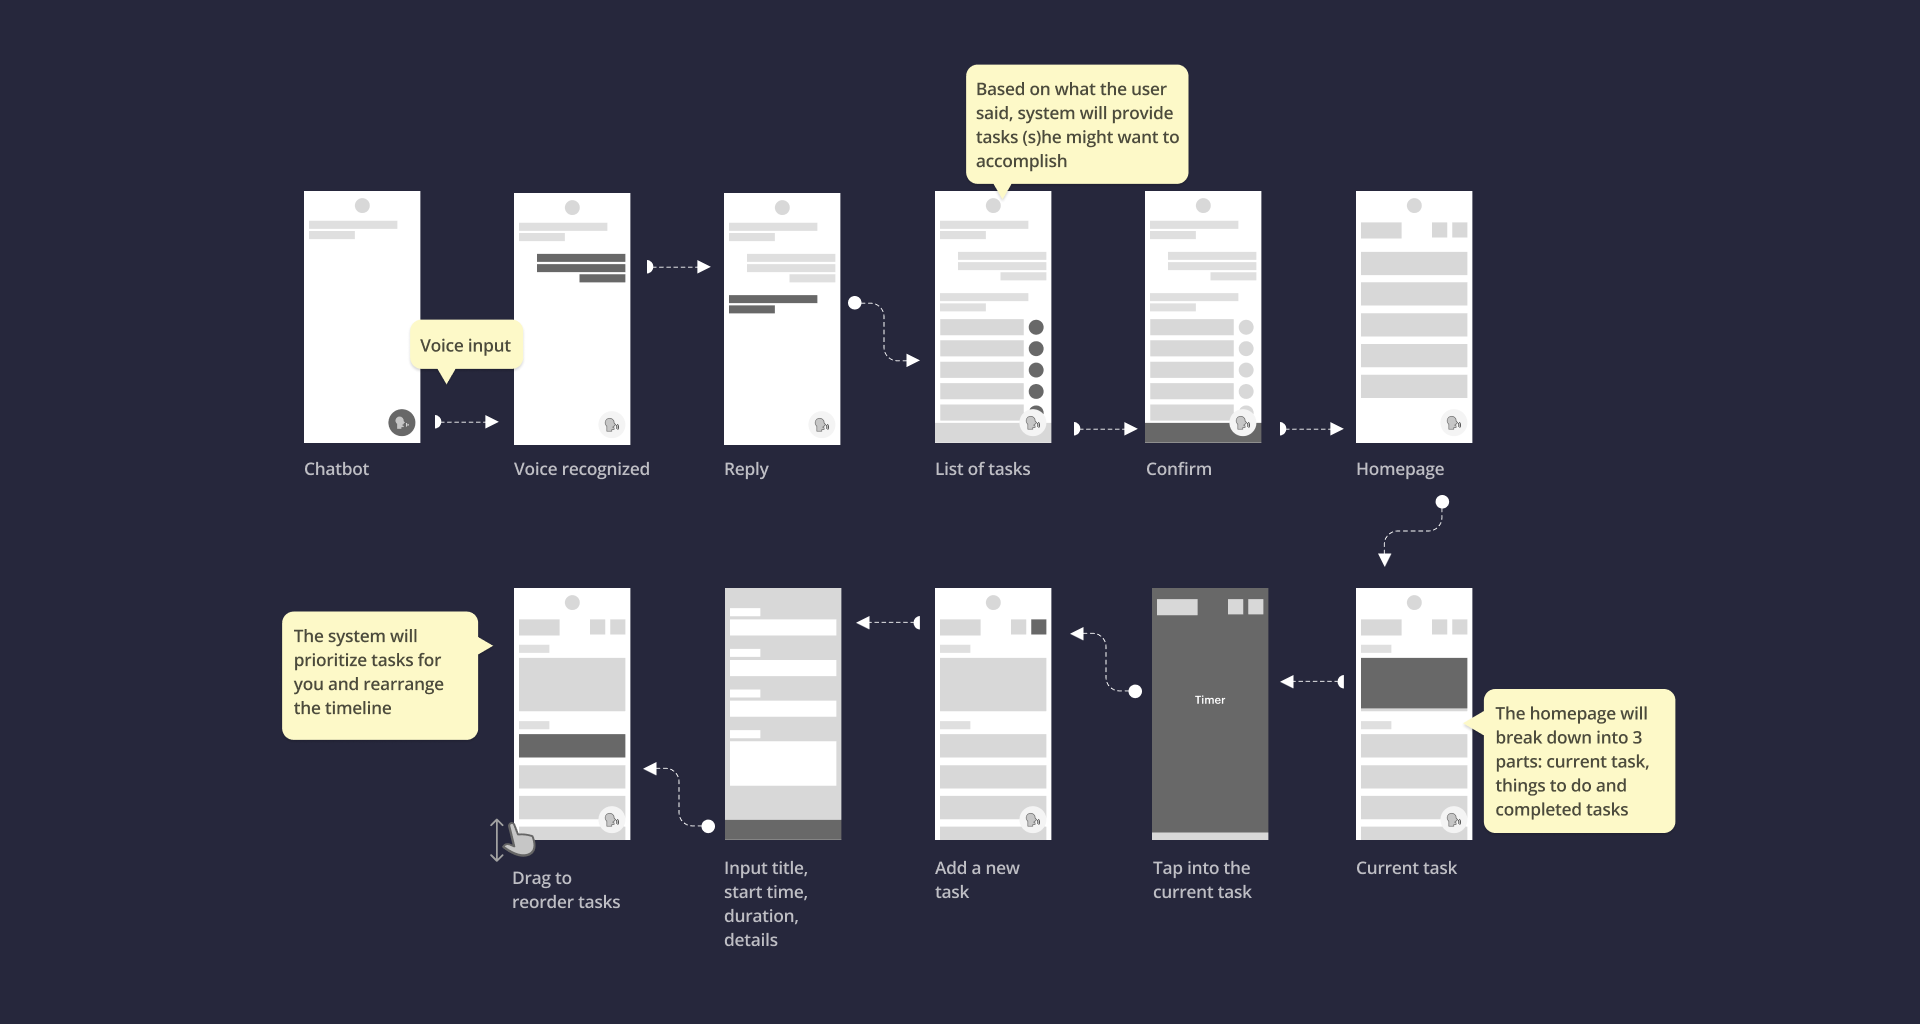 Based on what the user
said, system will provide
tasks (s)he might want to
accomplish
Voice input
Chatbot
Voice recognized
Reply
List of tasks
Confirm
Homepage
The system will
prioritize tasks for
you and rearrange
the timeline
Timer
The homepage will
break down into 3
parts: current task,
things to do and
completed tasks
Drag to
reorder tasks
Input title,
start time,
duration,
details
Add a new
task
Tap into the
current task
Current task